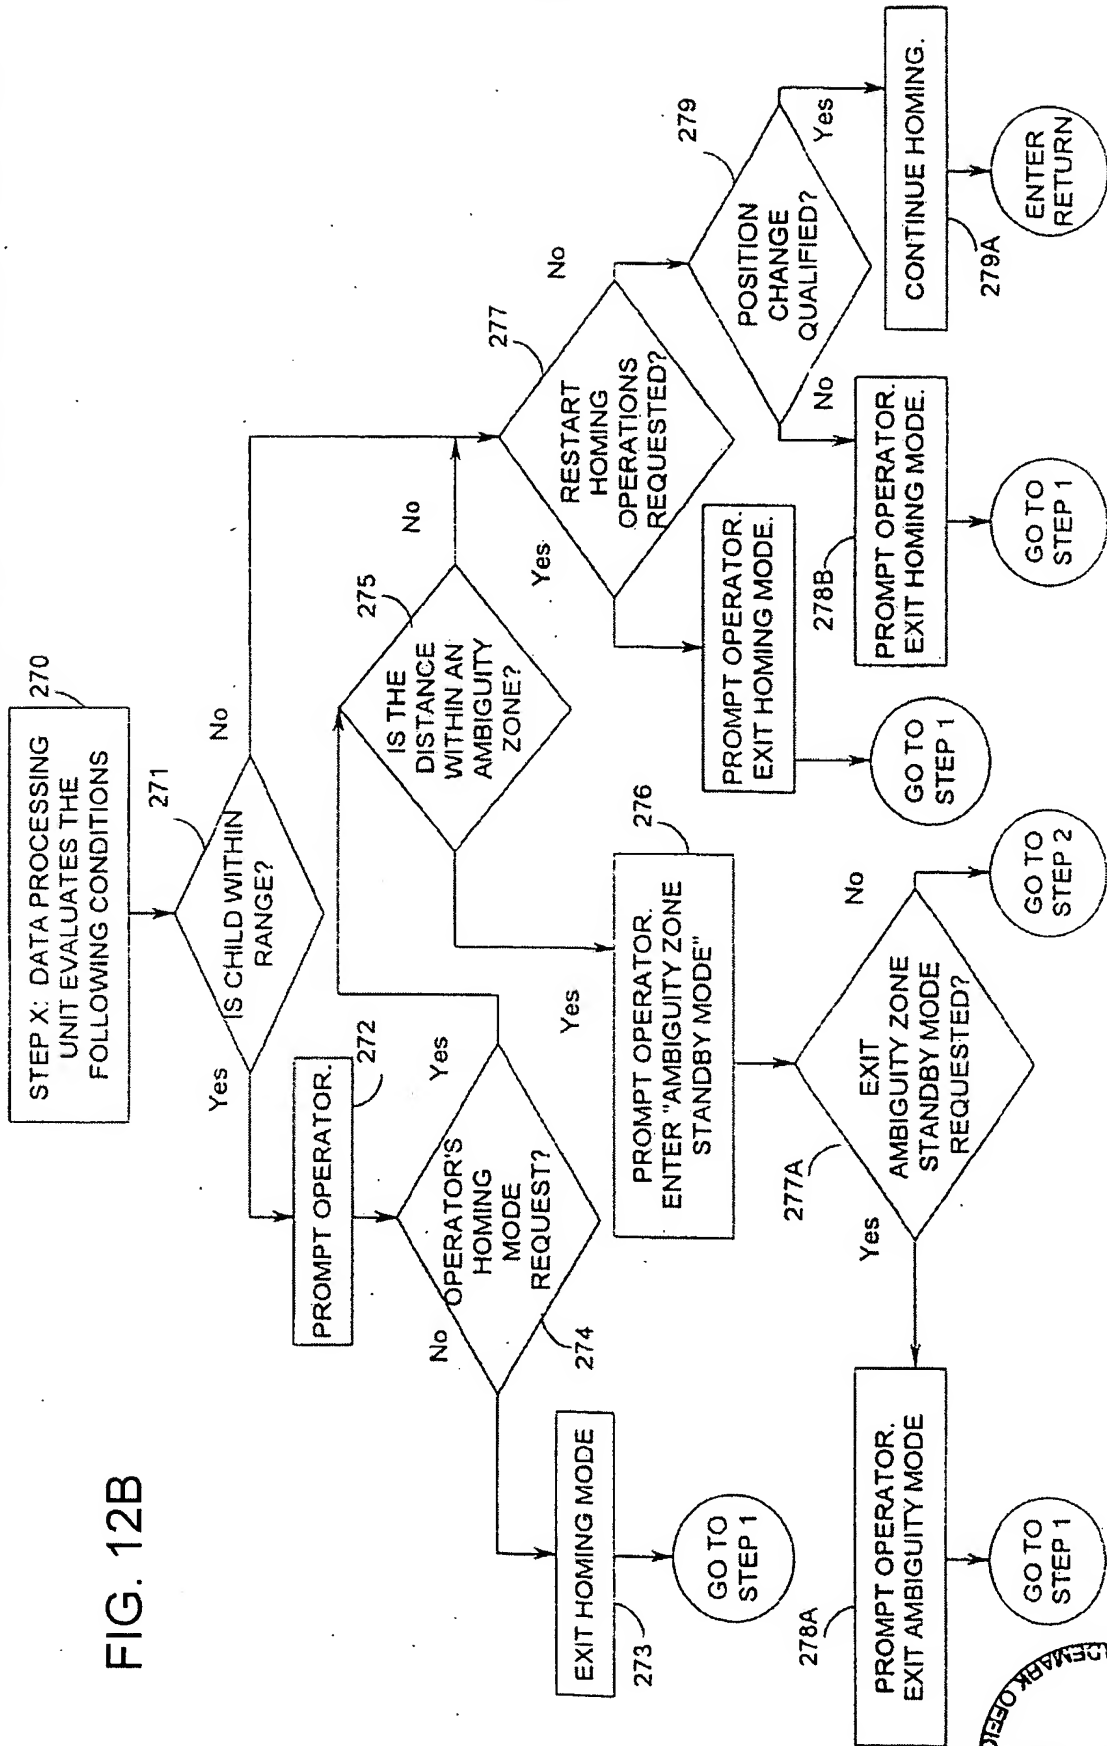 FIG. 12B
STEP X: DATA PROCESSING
UNIT EVALUATES THE
FOLLOWING CONDITIONS
270
271
IS CHILD WITHIN
RANGE?
Yes
No
PROMPT OPERATOR.
272
OPERATOR'S
HOMING
MODE
REQUEST?
274
No
Yes
EXIT HOMING MODE
273
GO TO
STEP 1
IS THE
DISTANCE
WITHIN AN
AMBIGUITY
ZONE?
275
No
Yes
PROMPT OPERATOR.
ENTER "AMBIGUITY ZONE
STANDBY MODE"
276
EXIT
AMBIGUITY ZONE
STANDBY MODE
REQUESTED?
277A
Yes
No
PROMPT OPERATOR.
EXIT AMBIGUITY MODE
278A
GO TO
STEP 1
GO TO
STEP 2
RESTART
HOMING
OPERATIONS
REQUESTED?
277
Yes
No
PROMPT OPERATOR.
EXIT HOMING MODE.
GO TO
STEP 1
POSITION
CHANGE
QUALIFIED?
279
No
Yes
PROMPT OPERATOR.
EXIT HOMING MODE.
278B
GO TO
STEP 1
CONTINUE HOMING.
279A
ENTER
RETURN